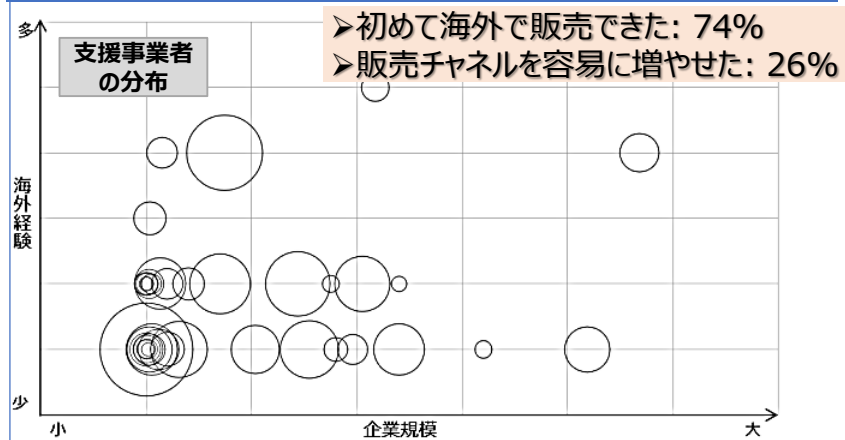 ➢初めて海外で販売できた: 74%
➢販売チャネルを容易に増やせた: 26%
多
支援事業者
の分布
海外経験
少
小
企業規模
大